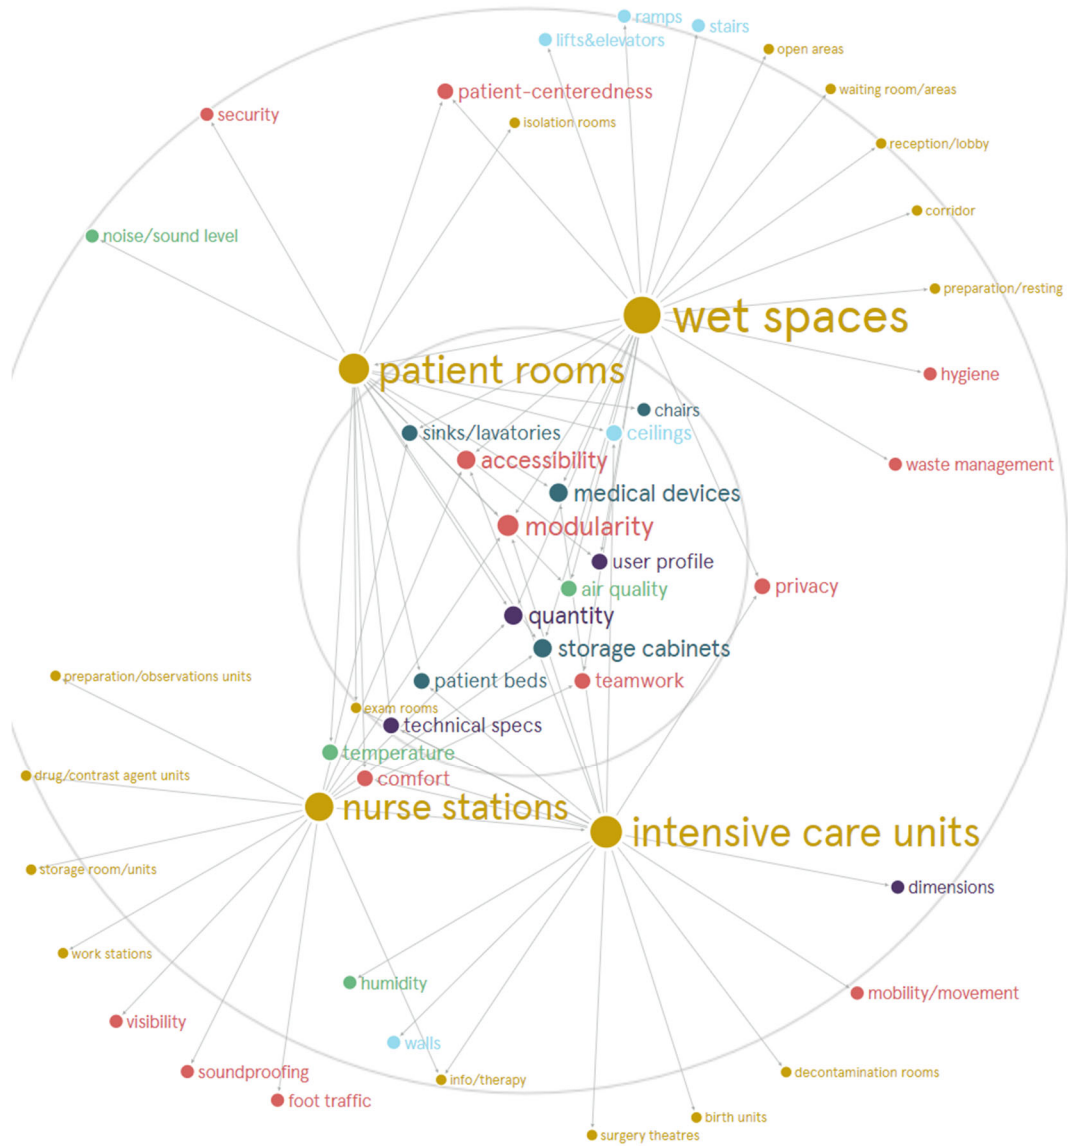 ramps
stairs
lifts&elevators
open areas
patient-centeredness
waiting room/areas
security
isolation rooms
reception/lobby
corridor
noise/sound level
preparation/resting
wet spaces
patient rooms
hygiene
chairs
sinks/lavatories
ceilings
accessibility
waste management
medical devices
modularity
user profile
air quality
privacy
quantity
storage cabinets
preparation/observations units
patient beds
teamwork
exam rooms
technical specs
temperature
drug/contrast agent units
comfort
nurse stations
intensive care units
storage room/units
dimensions
work stations
humidity
mobility/movement
visibility
walls
soundproofing
info/therapy
decontamination rooms
foot traffic
birth units
surgery theatres